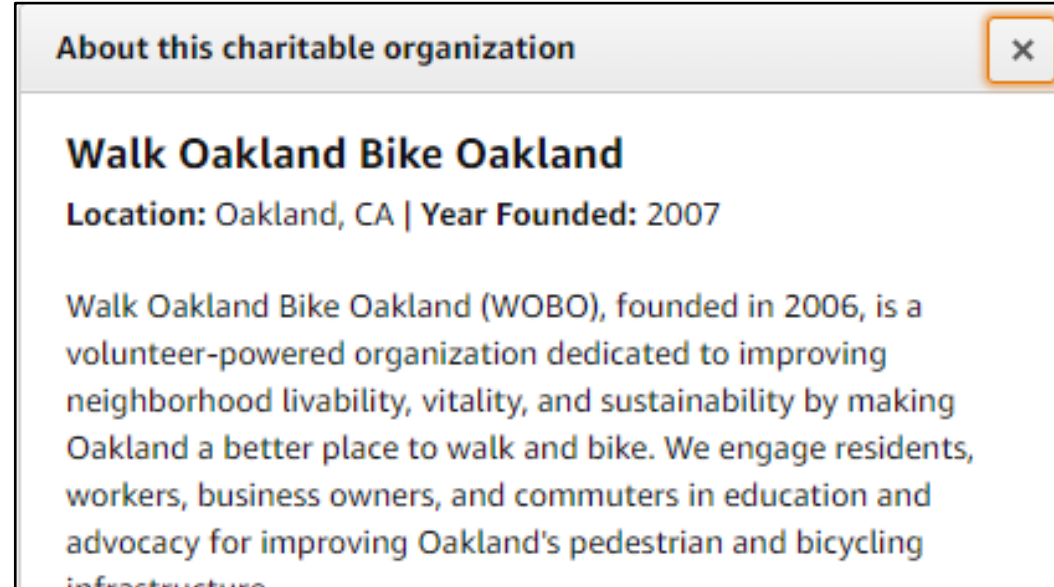 About this charitable organization
×
Walk Oakland Bike Oakland
Location: Oakland, CA | Year Founded: 2007
Walk Oakland Bike Oakland (WOBO), founded in 2006, is a
volunteer-powered organization dedicated to improving
neighborhood livability, vitality, and sustainability by making
Oakland a better place to walk and bike. We engage residents,
workers, business owners, and commuters in education and
advocacy for improving Oakland's pedestrian and bicycling
infrastructure.